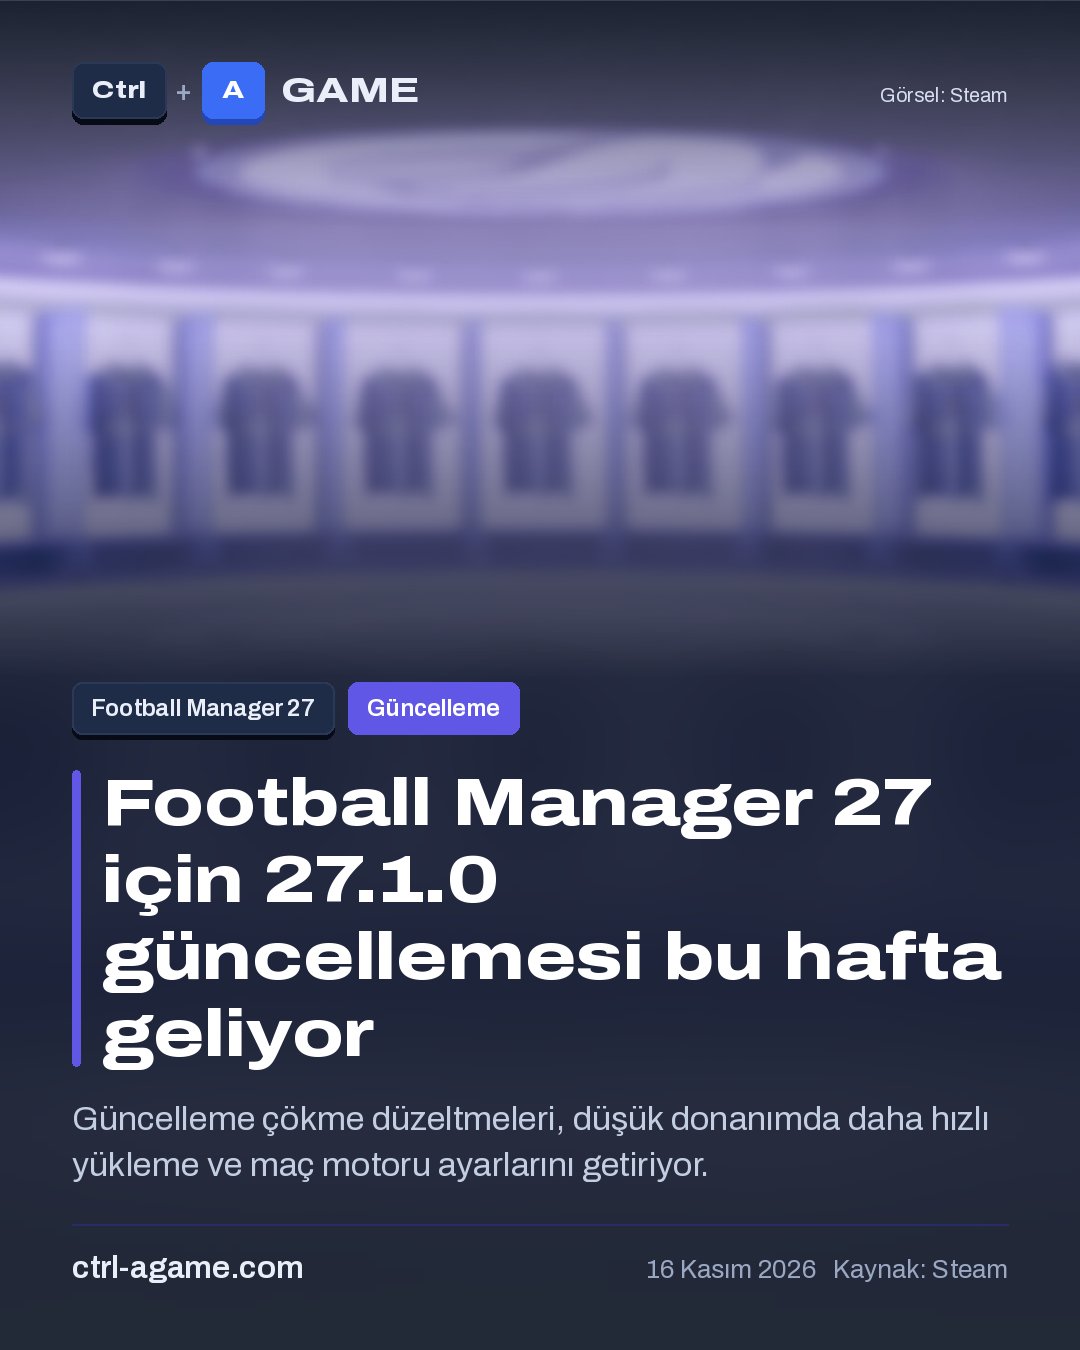 Ctrl + A GAME
Görsel: Steam
Football Manager 27
Güncelleme
Football Manager 27
için 27.1.0
güncellemesi bu hafta
geliyor
Güncelleme çökme düzeltmeleri, düşük donanımda daha hızlı
yükleme ve maç motoru ayarlarını getiriyor.
ctrl-agame.com
16 Kasım 2026 Kaynak: Steam